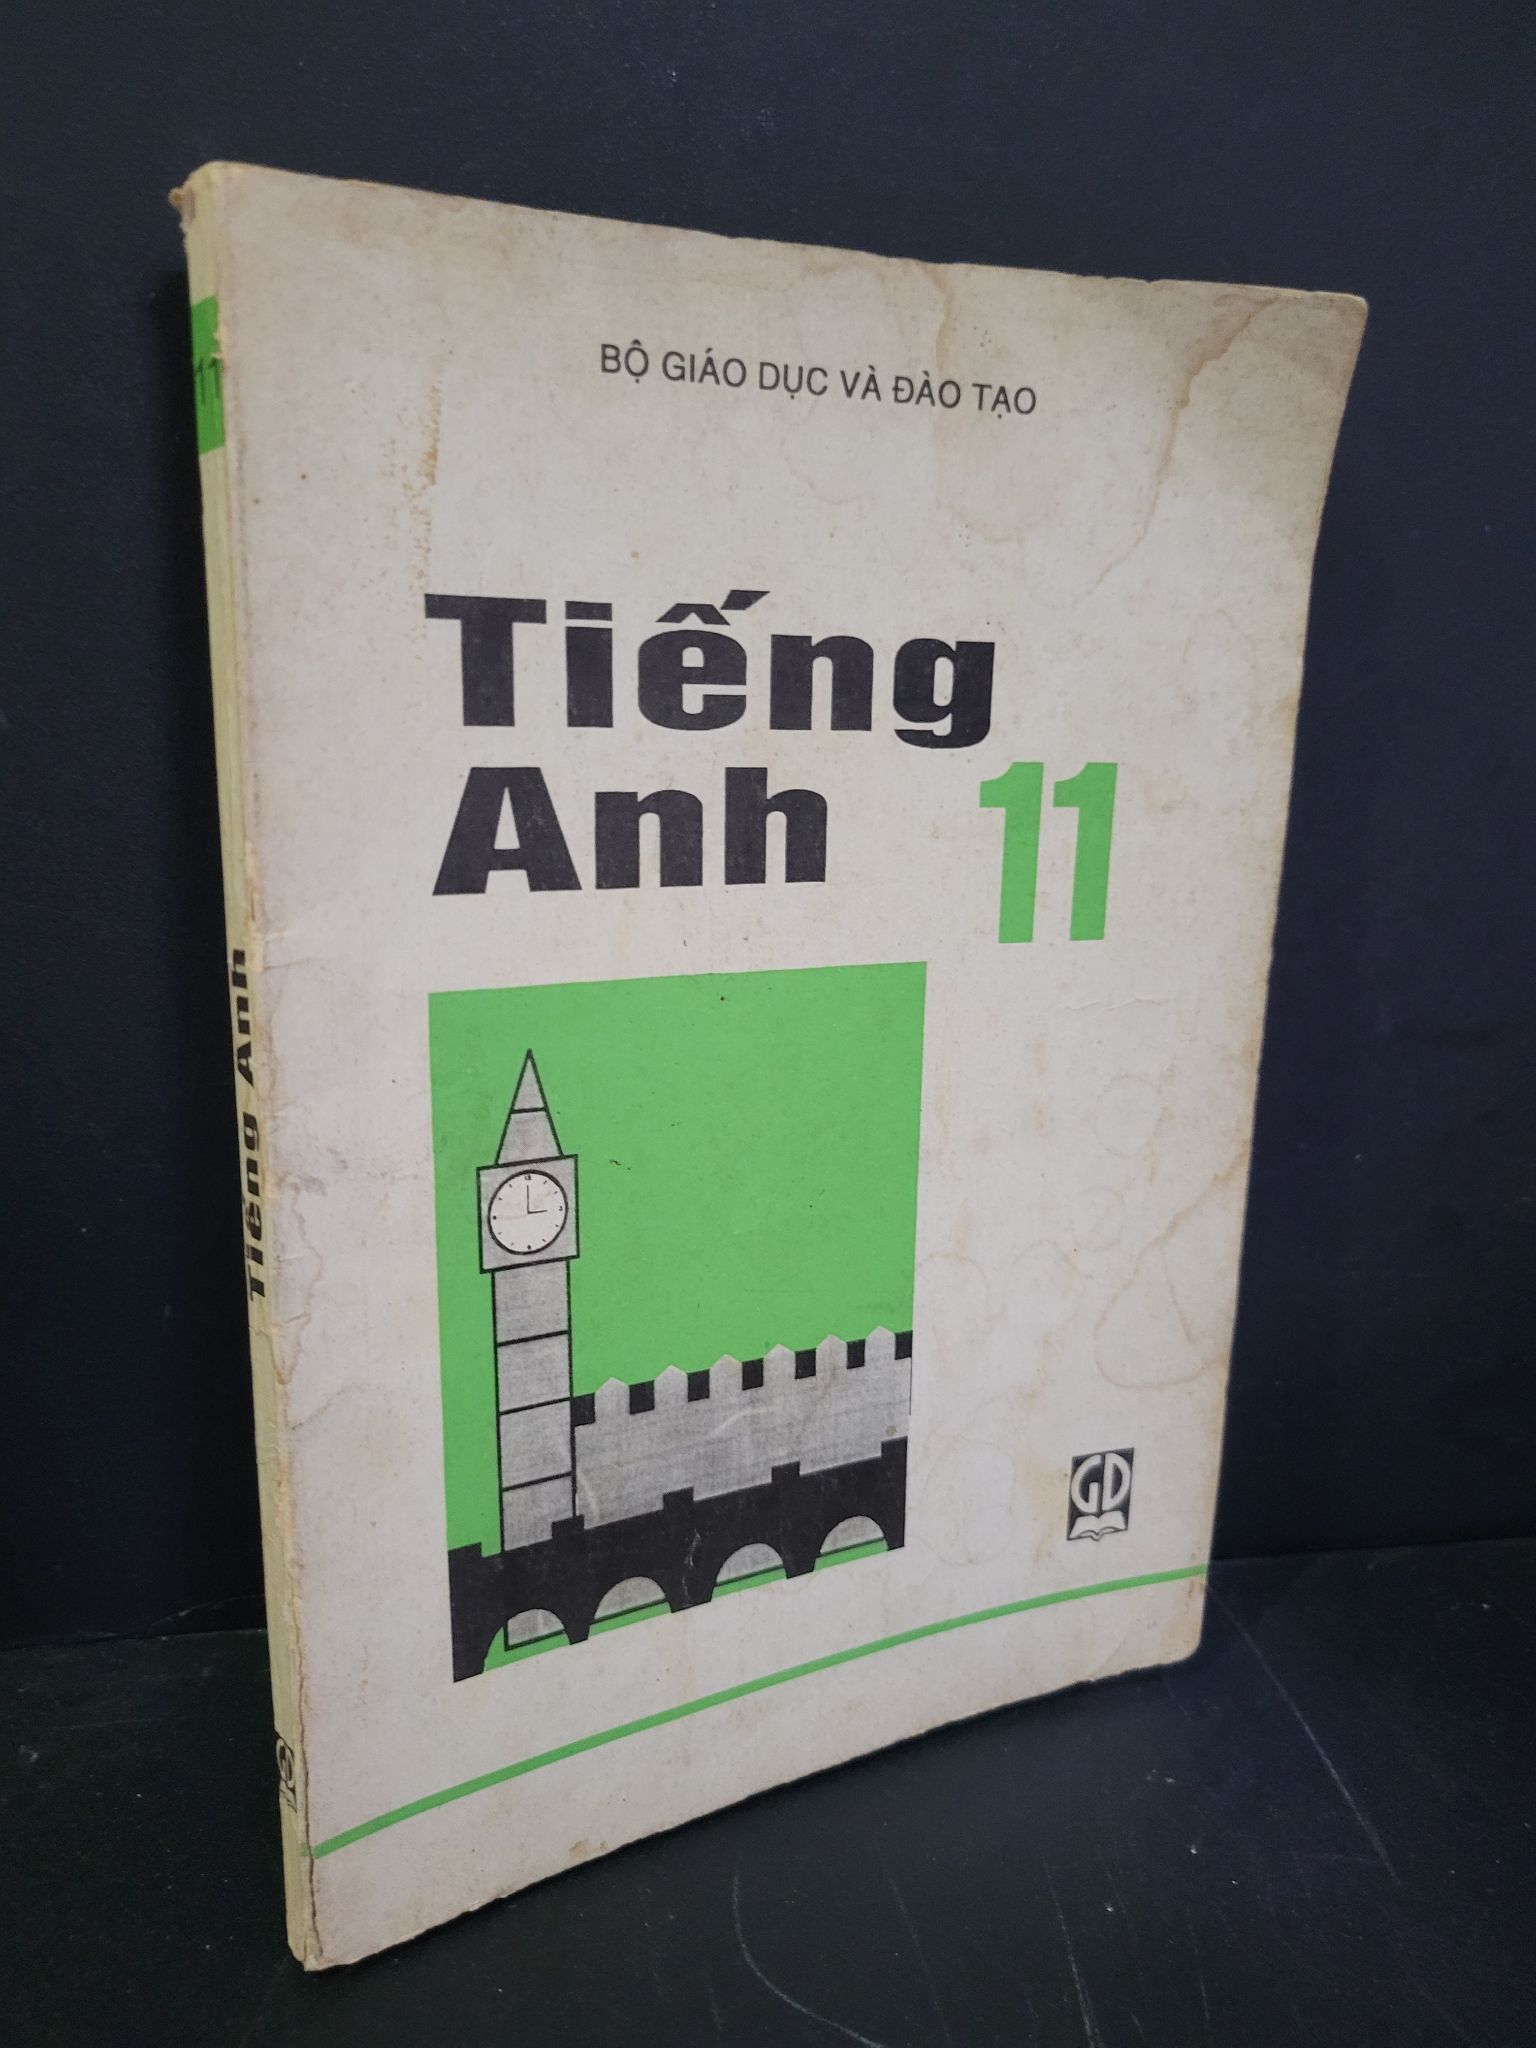 BỘ GIÁO DỤC VÀ ĐÀO TẠO
Tiếng
Anh 11
GD
11
Tiếng Anh